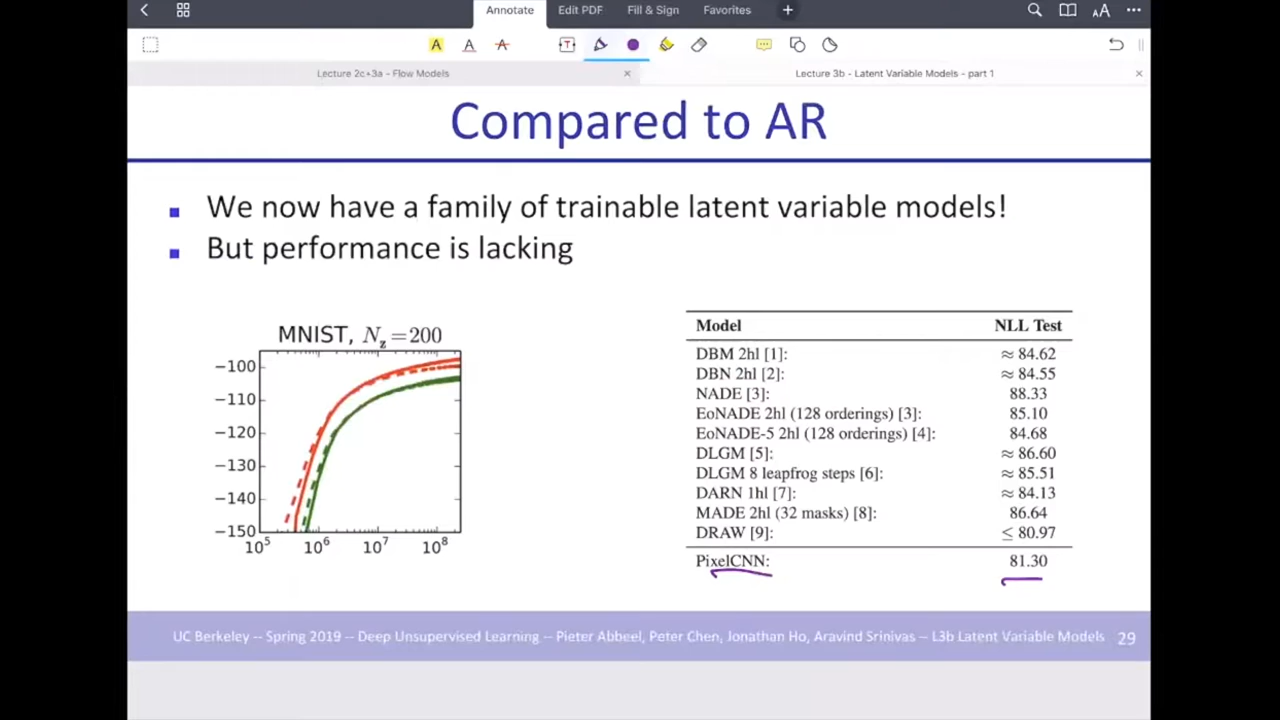 Annotate Edit PDF Fill & Sign Favorites
Lecture 2c+3a - Flow Models
Lecture 3b - Latent Variable Models - part 1
Compared to AR
We now have a family of trainable latent variable models!
But performance is lacking
MNIST, N_z = 200
−100
−110
−120
−130
−140
−150
10^5 10^6 10^7 10^8
Model NLL Test
DBM 2hl [1]: ≈ 84.62
DBN 2hl [2]: ≈ 84.55
NADE [3]: 88.33
EoNADE 2hl (128 orderings) [3]: 85.10
EoNADE-5 2hl (128 orderings) [4]: 84.68
DLGM [5]: ≈ 86.60
DLGM 8 leapfrog steps [6]: ≈ 85.51
DARN 1hl [7]: ≈ 84.13
MADE 2hl (32 masks) [8]: 86.64
DRAW [9]: ≤ 80.97
PixelCNN: 81.30
UC Berkeley -- Spring 2019 -- Deep Unsupervised Learning -- Pieter Abbeel, Peter Chen, Jonathan Ho, Aravind Srinivas -- L3b Latent Variable Models 29